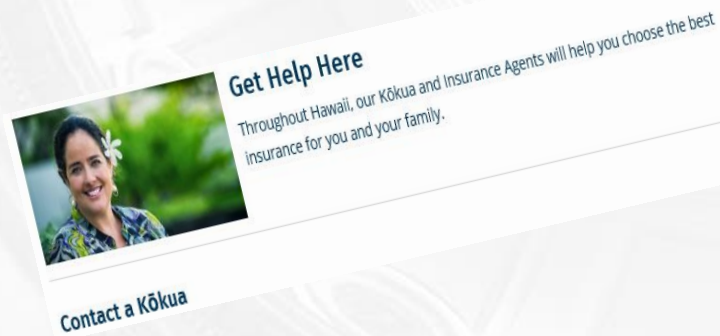 Get Help Here
Throughout Hawaii, our Kōkua and Insurance Agents will help you choose the best
insurance for you and your family.
Contact a Kōkua